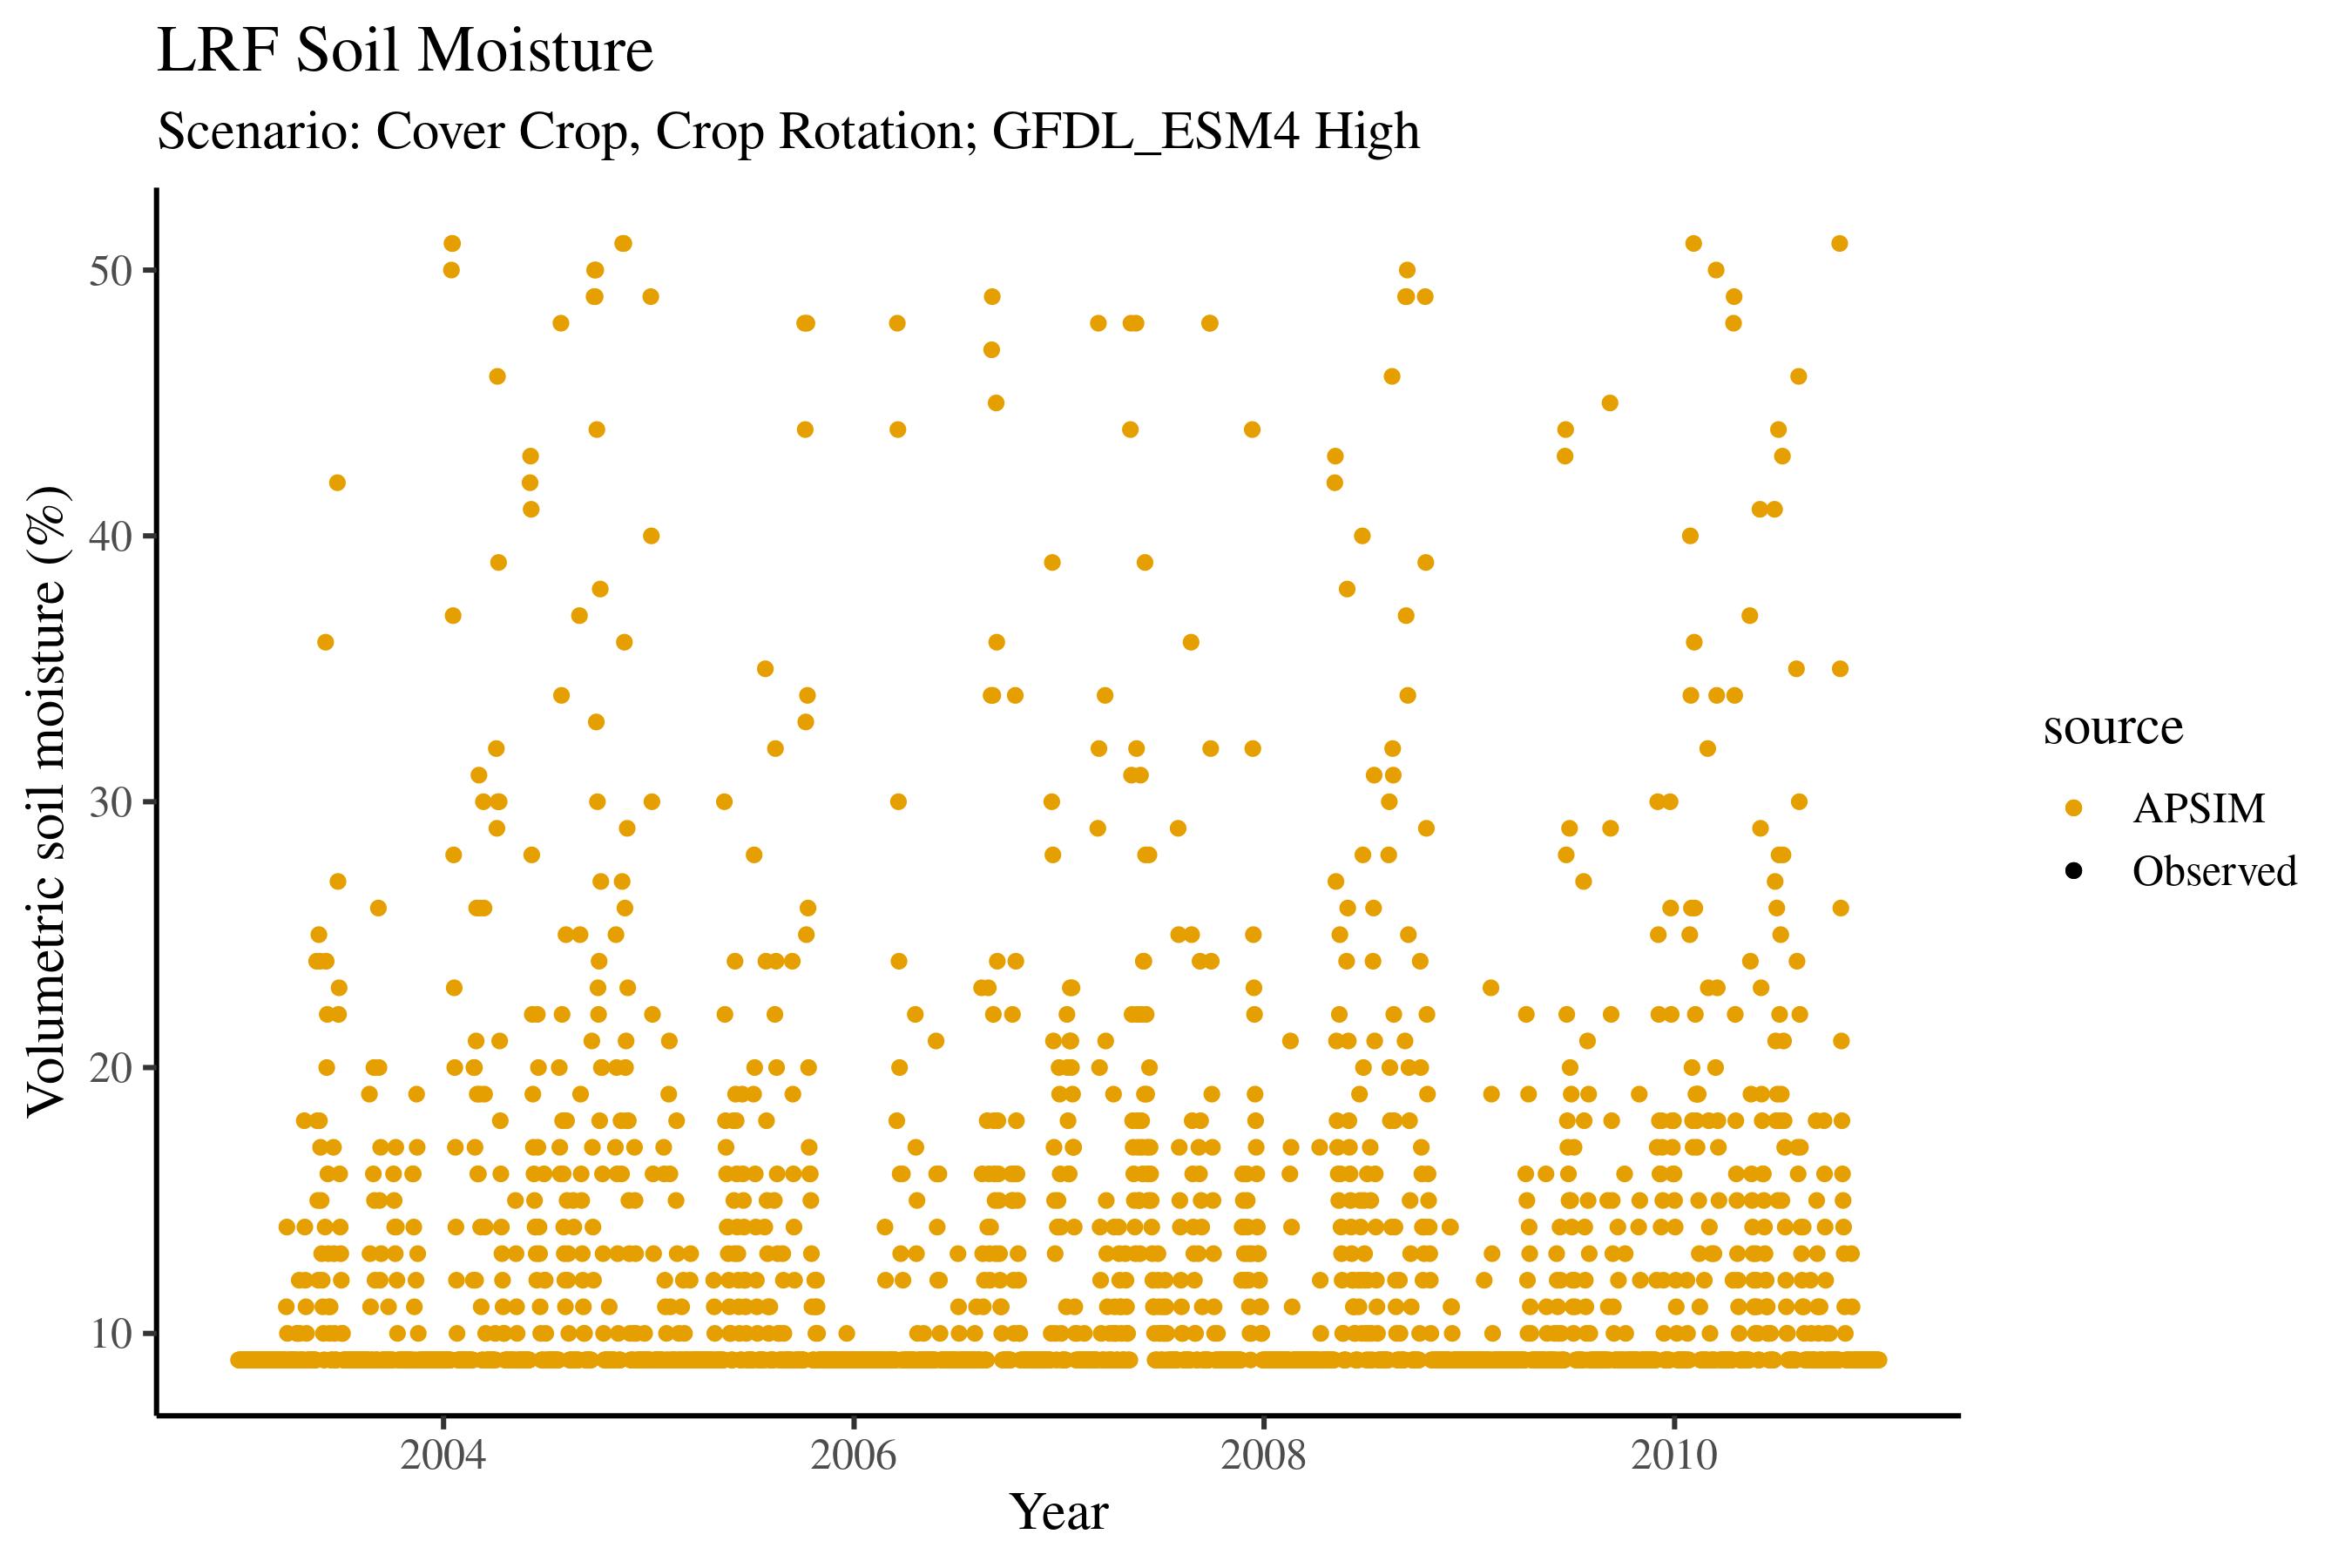 LRF Soil Moisture
Scenario: Cover Crop, Crop Rotation; GFDL_ESM4 High
Volumetric soil moisture (%)
50
40
30
20
10
2004 2006 2008 2010
Year
source
APSIM
Observed